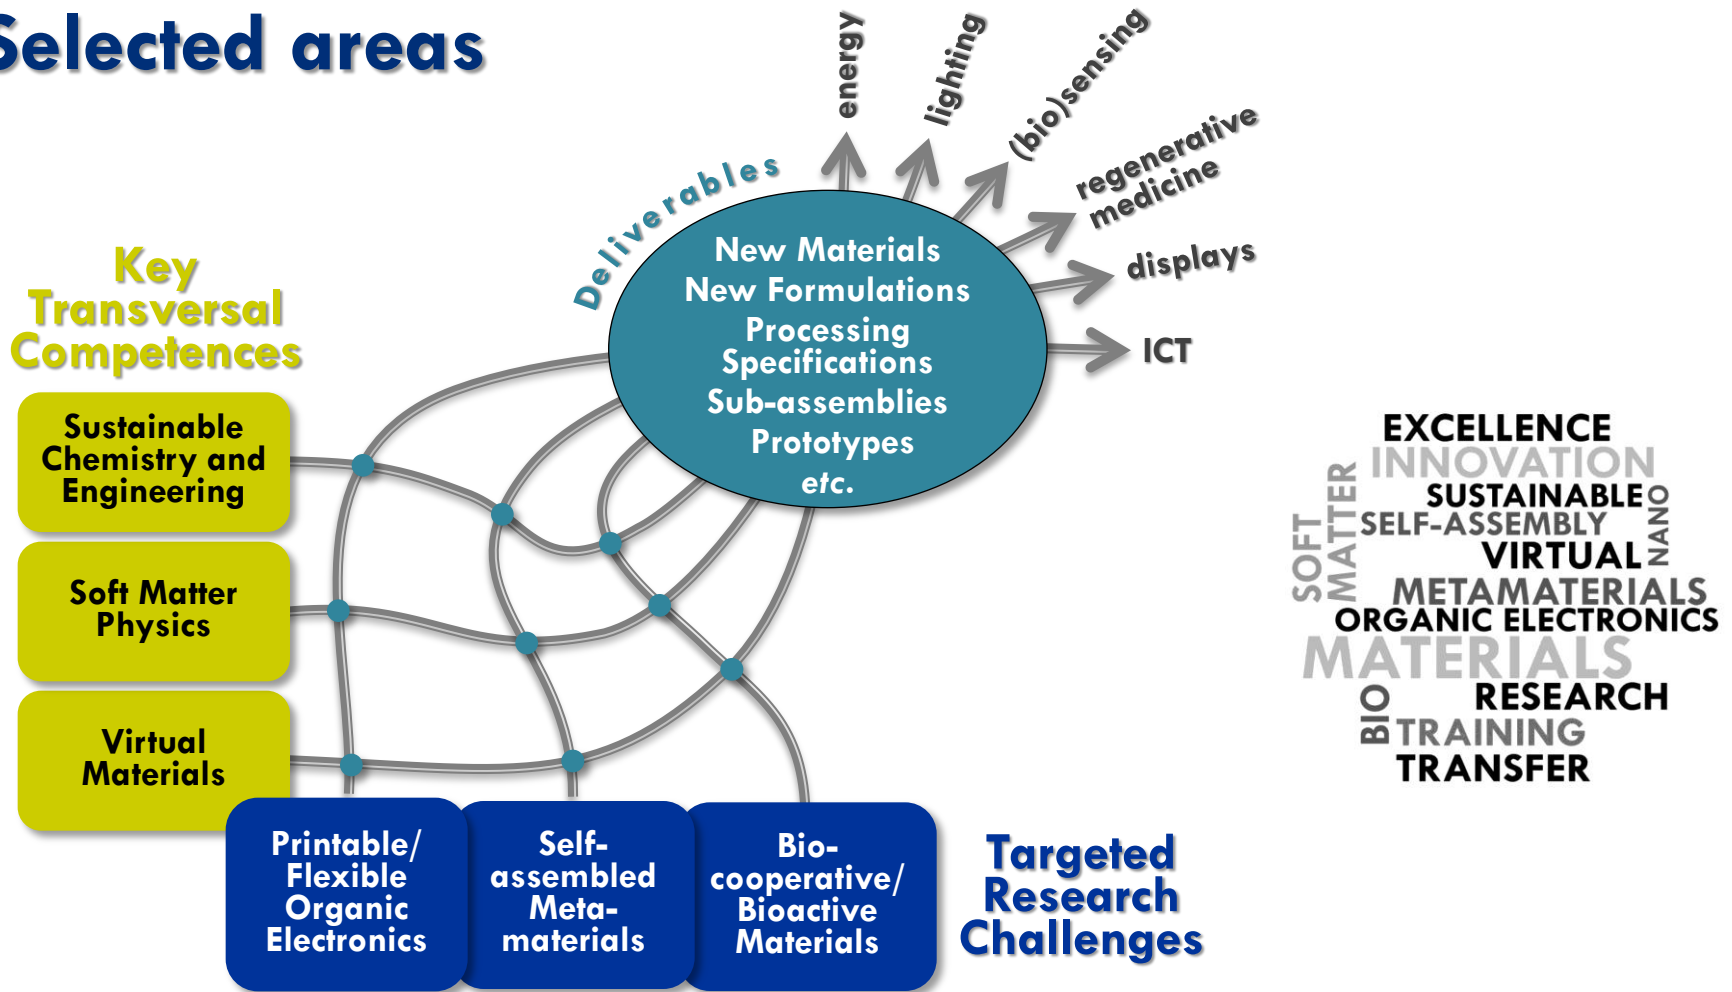 Selected areas
energy
lighting
(bio)sensing
regenerative
medicine
displays
ICT
Deliverables
New Materials
New Formulations
Processing
Specifications
Sub-assemblies
Prototypes
etc.
Key
Transversal
Competences
Sustainable
Chemistry and
Engineering
Soft Matter
Physics
Virtual
Materials
Printable/
Flexible
Organic
Electronics
Self-
assembled
Meta-
materials
Bio-
cooperative/
Bioactive
Materials
Targeted
Research
Challenges
EXCELLENCE
INNOVATION
SOFT
MATTER
SUSTAINABLE
NANO
SELF-ASSEMBLY
VIRTUAL
METAMATERIALS
ORGANIC ELECTRONICS
MATERIALS
BIO
RESEARCH
TRAINING
TRANSFER